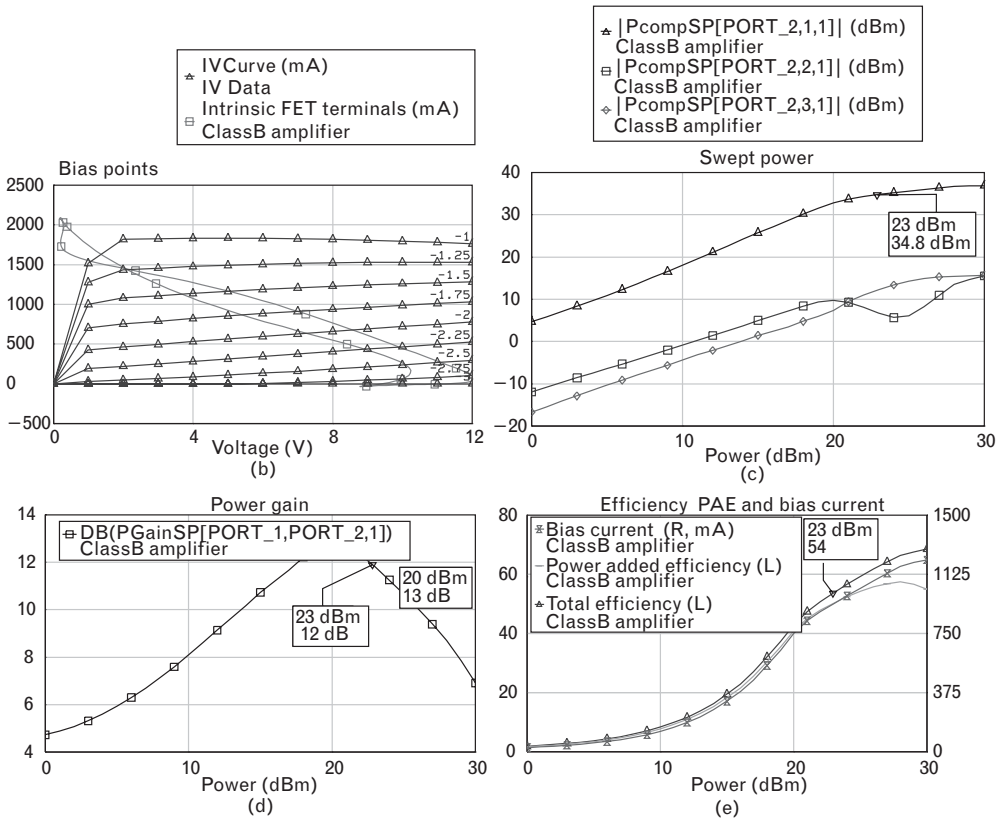 IVCurve (mA)
IV Data
Intrinsic FET terminals (mA)
ClassB amplifier
Bias points
2500
2000
1500
1000
500
0
−500
-1
-1.25
-1.5
-1.75
-2
-2.25
-2.5
-2.75
0
4
8
12
Voltage (V)
(b)
|PcompSP[PORT_2,1,1]| (dBm)
ClassB amplifier
|PcompSP[PORT_2,2,1]| (dBm)
ClassB amplifier
|PcompSP[PORT_2,3,1]| (dBm)
ClassB amplifier
Swept power
40
30
20
10
0
−10
−20
23 dBm
34.8 dBm
0
10
20
30
Power (dBm)
(c)
Power gain
14
12
10
8
6
4
DB(PGainSP[PORT_1,PORT_2,1])
ClassB amplifier
20 dBm
13 dB
23 dBm
12 dB
0
10
20
30
Power (dBm)
(d)
Efficiency PAE and bias current
80
60
40
20
0
Bias current (R, mA)
ClassB amplifier
Power added efficiency (L)
ClassB amplifier
Total efficiency (L)
ClassB amplifier
23 dBm
54
1500
1125
750
375
0
0
10
20
30
Power (dBm)
(e)